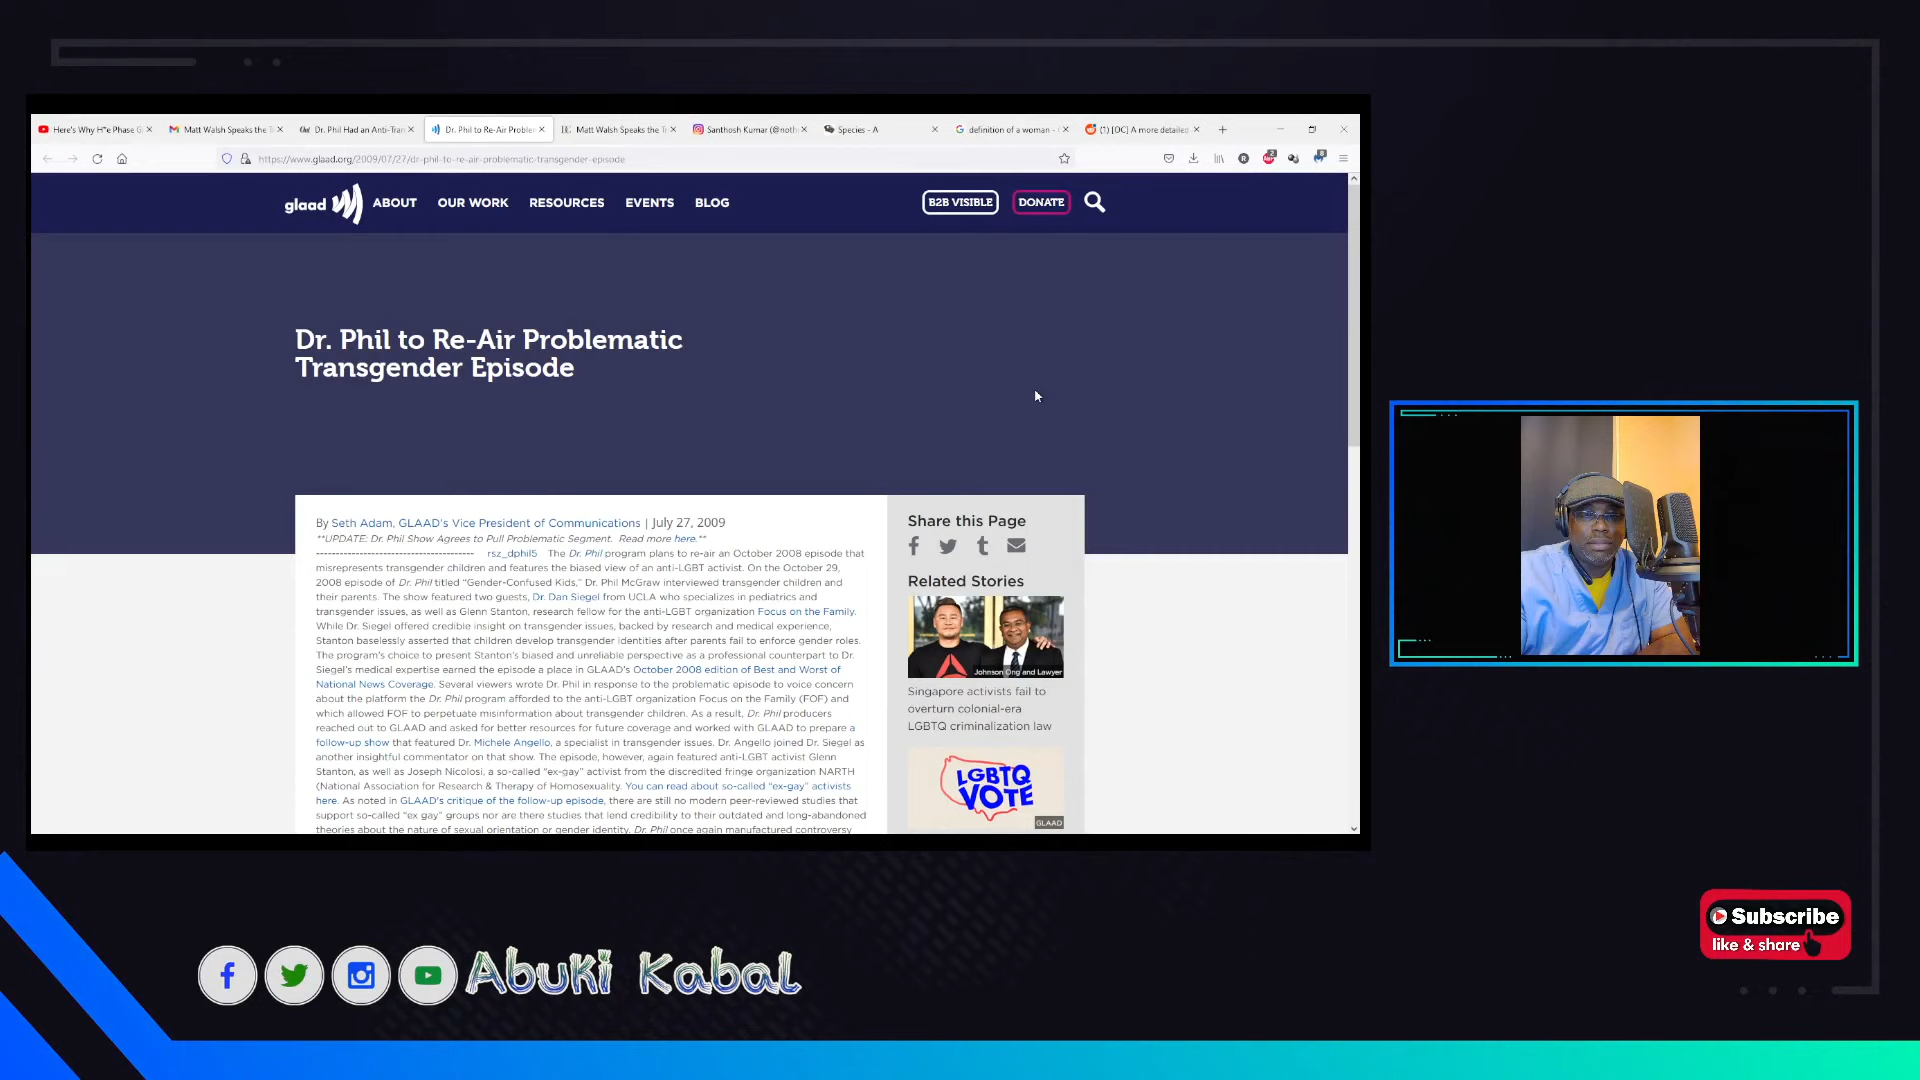 Here's Why H*e Phase G
Matt Walsh Speaks the T
Dr. Phil Had an Anti-Tran
Dr. Phil to Re-Air Probler
Matt Walsh Speaks the Tr
Santhosh Kumar (@noth
Species - A
definition of a woman -
(1) [OC] A more detailed
https://www.glaad.org/2009/07/27/dr-phil-to-re-air-problematic-transgender-episode
glaad
ABOUT
OUR WORK
RESOURCES
EVENTS
BLOG
B2B VISIBLE
DONATE
Dr. Phil to Re-Air Problematic
Transgender Episode
By Seth Adam, GLAAD's Vice President of Communications | July 27, 2009
**UPDATE: Dr. Phil Show Agrees to Pull Problematic Segment. Read more here.**
---------------------------------------- rsz_dphil5 The Dr. Phil program plans to re-air an October 2008 episode that
misrepresents transgender children and features the biased view of an anti-LGBT activist. On the October 29,
2008 episode of Dr. Phil titled "Gender-Confused Kids," Dr. Phil McGraw interviewed transgender children and
their parents. The show featured two guests, Dr. Dan Siegel from UCLA who specializes in pediatrics and
transgender issues, as well as Glenn Stanton, research fellow for the anti-LGBT organization Focus on the Family.
While Dr. Siegel offered credible insight on transgender issues, backed by research and medical experience,
Stanton baselessly asserted that children develop transgender identities after parents fail to enforce gender roles.
The program's choice to present Stanton's biased and unreliable perspective as a professional counterpart to Dr.
Siegel's medical expertise earned the episode a place in GLAAD's October 2008 edition of Best and Worst of
National News Coverage. Several viewers wrote Dr. Phil in response to the problematic episode to voice concern
about the platform the Dr. Phil program afforded to the anti-LGBT organization Focus on the Family (FOF) and
which allowed FOF to perpetuate misinformation about transgender children. As a result, Dr. Phil producers
reached out to GLAAD and asked for better resources for future coverage and worked with GLAAD to prepare a
follow-up show that featured Dr. Michele Angello, a specialist in transgender issues. Dr. Angello joined Dr. Siegel as
another insightful commentator on that show. The episode, however, again featured anti-LGBT activist Glenn
Stanton, as well as Joseph Nicolosi, a so-called "ex-gay" activist from the discredited fringe organization NARTH
(National Association for Research & Therapy of Homosexuality. You can read about so-called "ex-gay" activists
here. As noted in GLAAD's critique of the follow-up episode, there are still no modern peer-reviewed studies that
support so-called "ex gay" groups nor are there studies that lend credibility to their outdated and long-abandoned
theories about the nature of sexual orientation or gender identity. Dr. Phil once again manufactured controversy
Share this Page
Related Stories
Johnson Ong and Lawyer
Singapore activists fail to
overturn colonial-era
LGBTQ criminalization law
LGBTQ
VOTE
GLAAD
Subscribe
like & share
Abuki Kabal